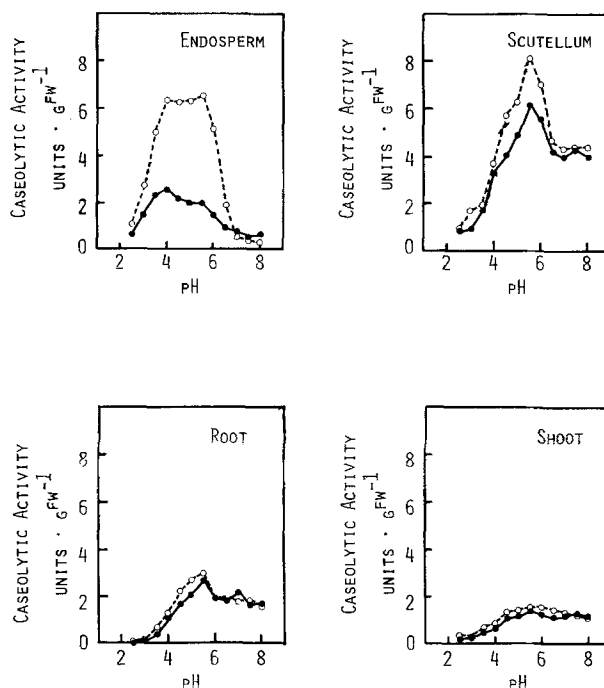 ENDOSPERM
CASEOLYTIC ACTIVITY
UNITS · GFW-1
8
6
4
2
0
2 4 6 8
PH
SCUTELLUM
CASEOLYTIC ACTIVITY
UNITS · GFW-1
8
6
4
2
0
2 4 6 8
PH
ROOT
CASEOLYTIC ACTIVITY
UNITS · GFW-1
8
6
4
2
0
2 4 6 8
PH
SHOOT
CASEOLYTIC ACTIVITY
UNITS · GFW-1
8
6
4
2
0
2 4 6 8
PH